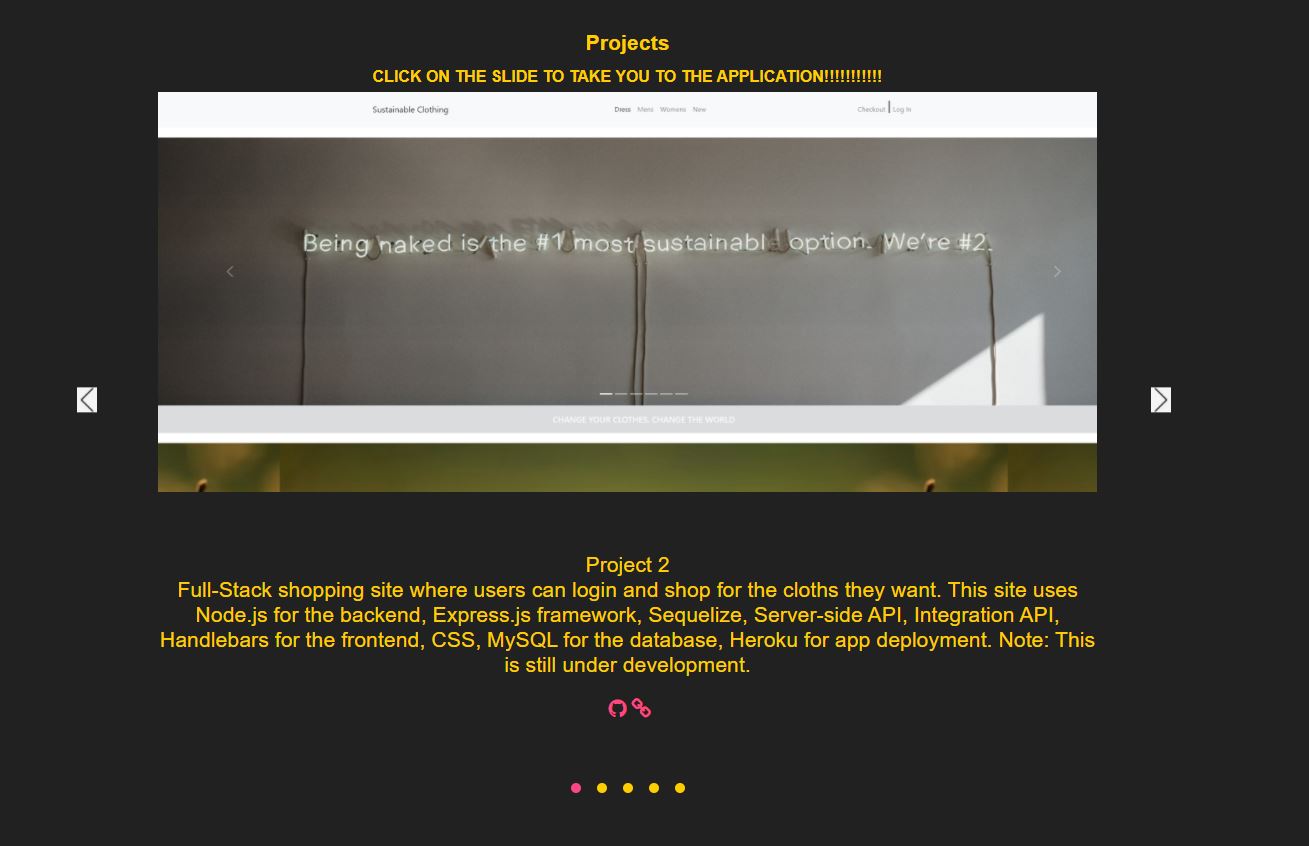 Projects
CLICK ON THE SLIDE TO TAKE YOU TO THE APPLICATION!!!!!!!!!!!
Sustainable Clothing Dress Mens Womens New Checkout Log In
Being naked is the #1 most sustainable option. We're #2.
CHANGE YOUR CLOTHES. CHANGE THE WORLD
Project 2
Full-Stack shopping site where users can login and shop for the cloths they want. This site uses
Node.js for the backend, Express.js framework, Sequelize, Server-side API, Integration API,
Handlebars for the frontend, CSS, MySQL for the database, Heroku for app deployment. Note: This
is still under development.